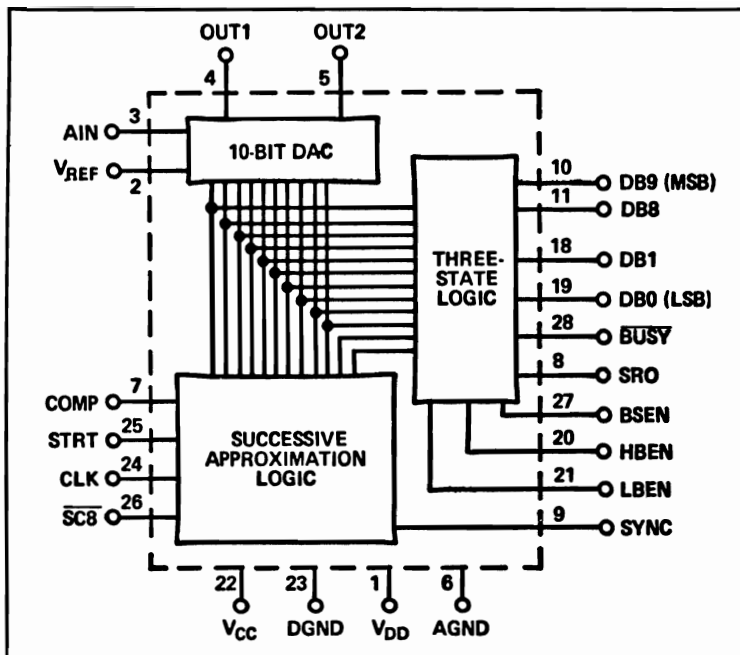 OUT1
OUT2
4
5
3
AIN
10-BIT DAC
VREF
2
10
DB9 (MSB)
11
DB8
THREE-
STATE
LOGIC
18
DB1
19
DB0 (LSB)
28
BUSY
8
SRO
7
COMP
27
BSEN
25
STRT
SUCCESSIVE
APPROXIMATION
LOGIC
20
HBEN
24
CLK
21
LBEN
26
SC8
9
SYNC
22
23
1
6
VCC
DGND
VDD
AGND